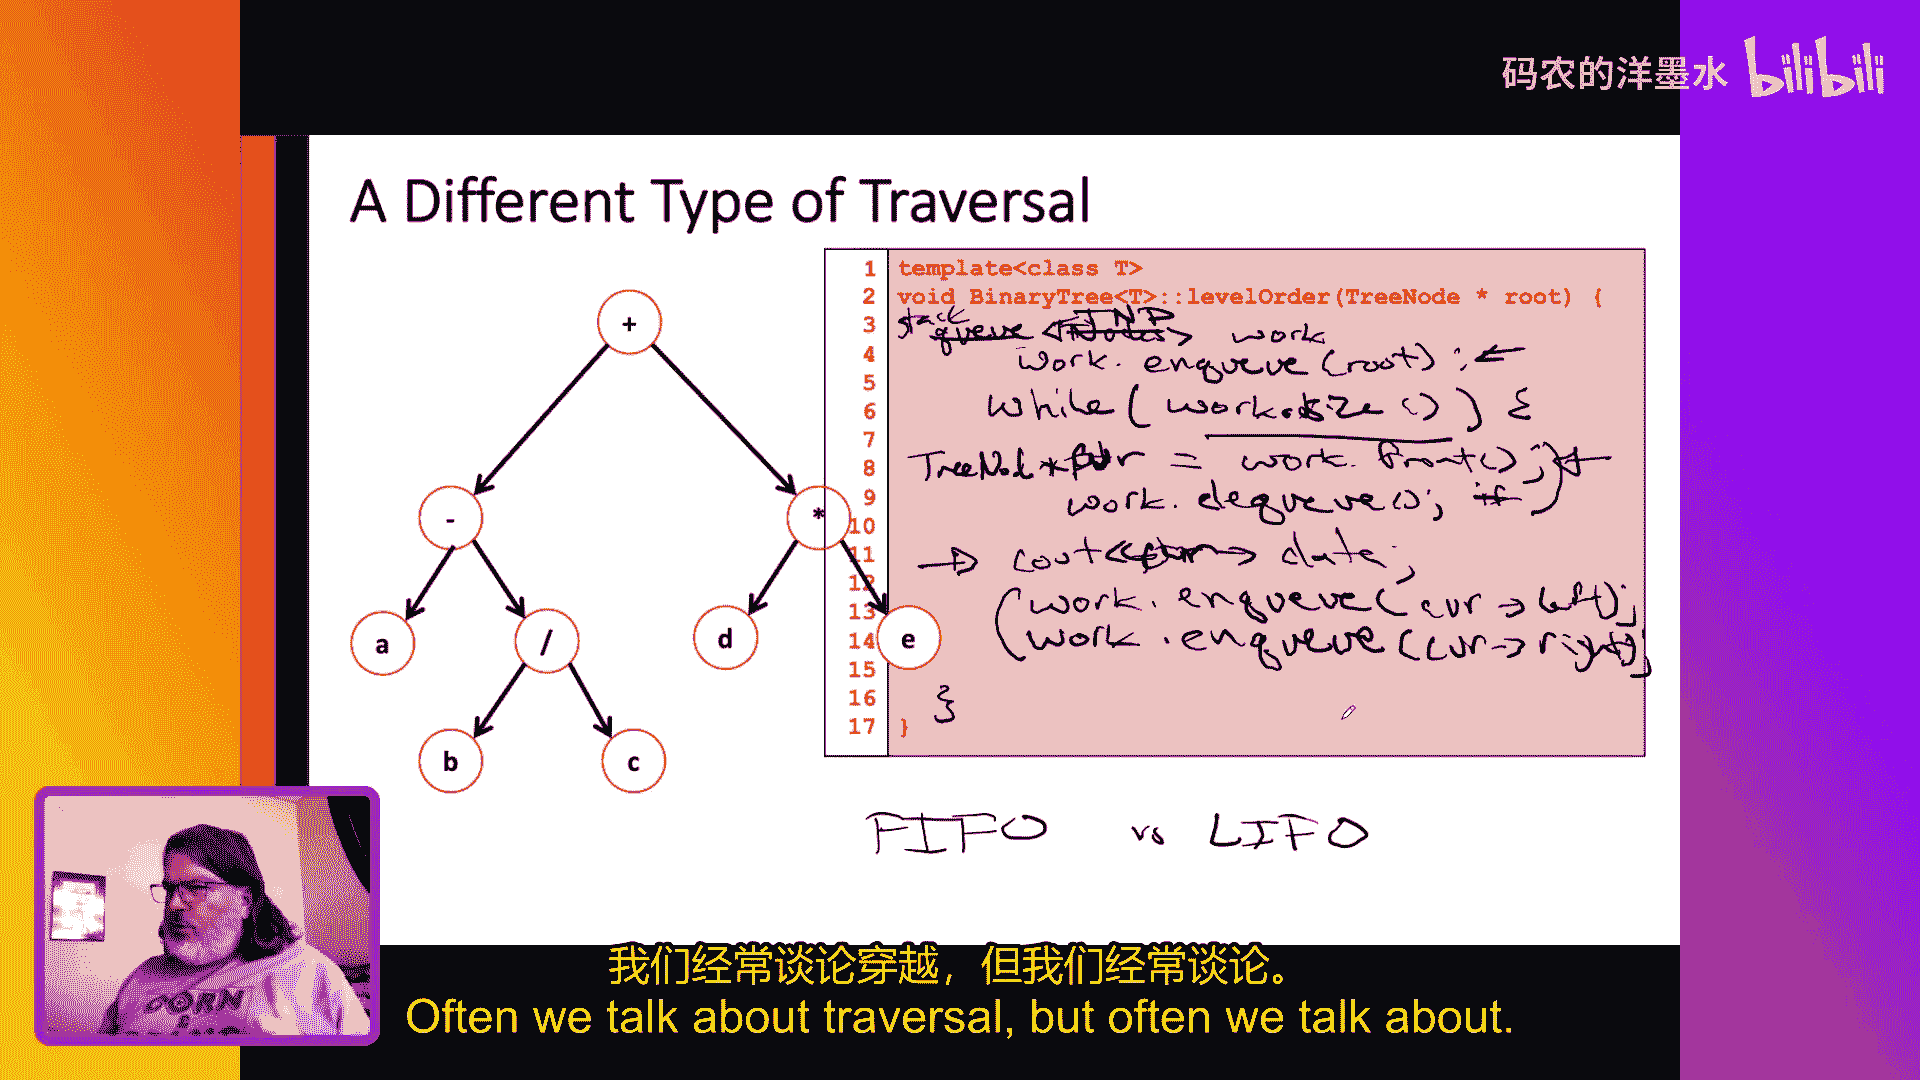 码农的洋墨水 bilibili
A Different Type of Traversal
1 template<class T>
2 void BinaryTree<T>::levelOrder(TreeNode * root) {
3 stack queue <TNP> work
4 work. enqueue (root) ; ←
5
6 while ( work.size () ) {
7
8 TreeNode * cur = work. front() ; ←
9 work. dequeue();
10
11 → cout << cur → data ;
12
13 work. enqueue( cur → left);
14 work . enqueue (cur → right);
15
16 }
17 }
+
- *
a / d e
b c
FIFO vs LIFO
CORN
我们经常谈论穿越，但我们经常谈论。
Often we talk about traversal, but often we talk about.